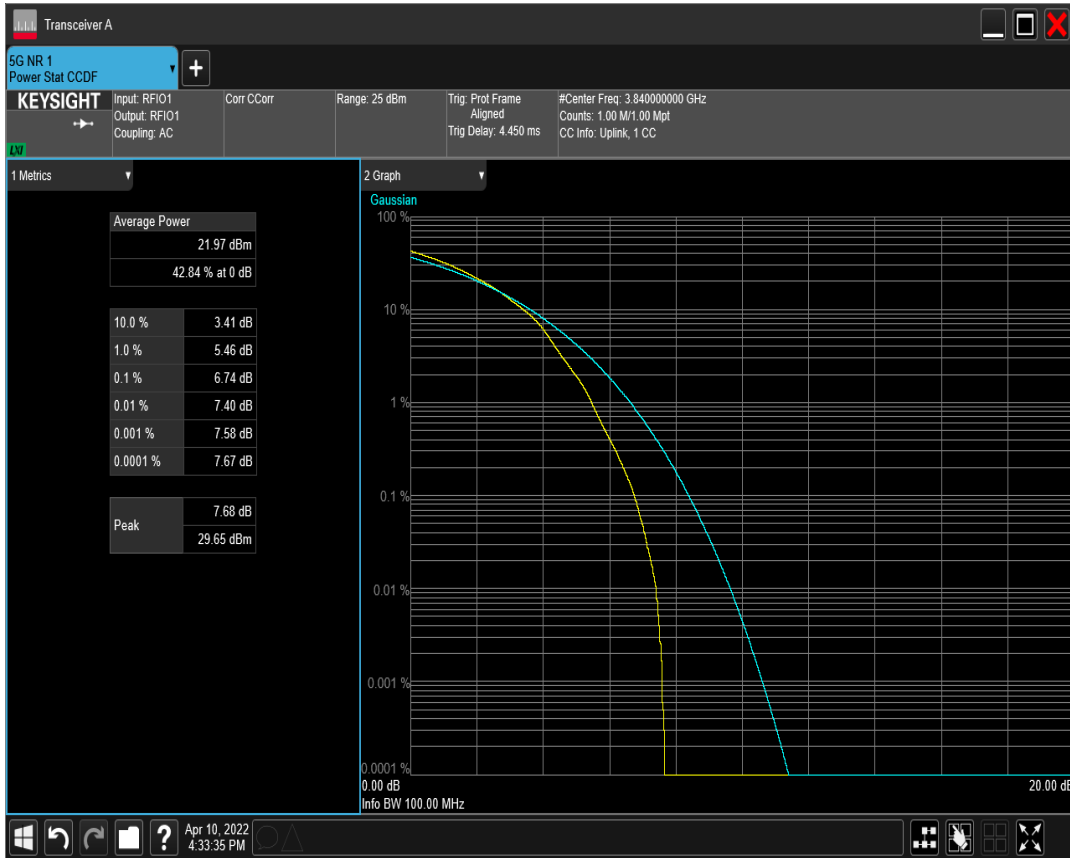 Transceiver A
5G NR 1
Power Stat CCDF
+
KEYSIGHT
LXI
Input: RFIO1
Output: RFIO1
Coupling: AC
Corr CCorr
Range: 25 dBm
Trig: Prot Frame
Aligned
Trig Delay: 4.450 ms
#Center Freq: 3.840000000 GHz
Counts: 1.00 M/1.00 Mpt
CC Info: Uplink, 1 CC
1 Metrics
Average Power
21.97 dBm
42.84 % at 0 dB
10.0 % 3.41 dB
1.0 % 5.46 dB
0.1 % 6.74 dB
0.01 % 7.40 dB
0.001 % 7.58 dB
0.0001 % 7.67 dB
Peak
7.68 dB
29.65 dBm
2 Graph
Gaussian
100 %
10 %
1 %
0.1 %
0.01 %
0.001 %
0.0001 %
0.00 dB 20.00 dB
Info BW 100.00 MHz
?
Apr 10, 2022
4:33:35 PM